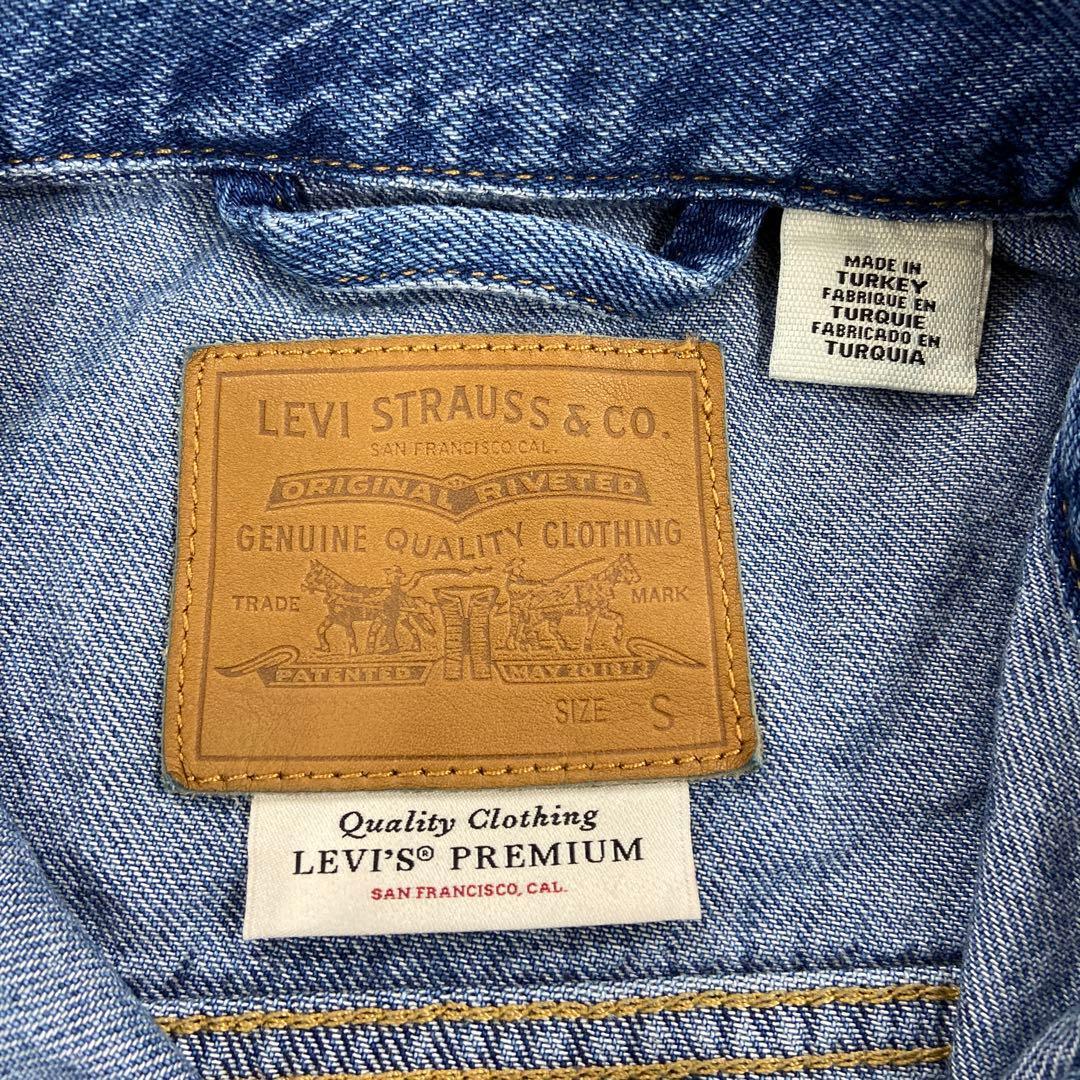 MADE IN
TURKEY
FABRIQUE EN
TURQUIE
FABRICADO EN
TURQUIA
LEVI STRAUSS & CO.
SAN FRANCISCO CAL.
ORIGINAL ® RIVETED
GENUINE QUALITY CLOTHING
TRADE MARK
PATENTED MAY 20 1873
SIZE S
Quality Clothing
LEVI'S® PREMIUM
SAN FRANCISCO, CAL.